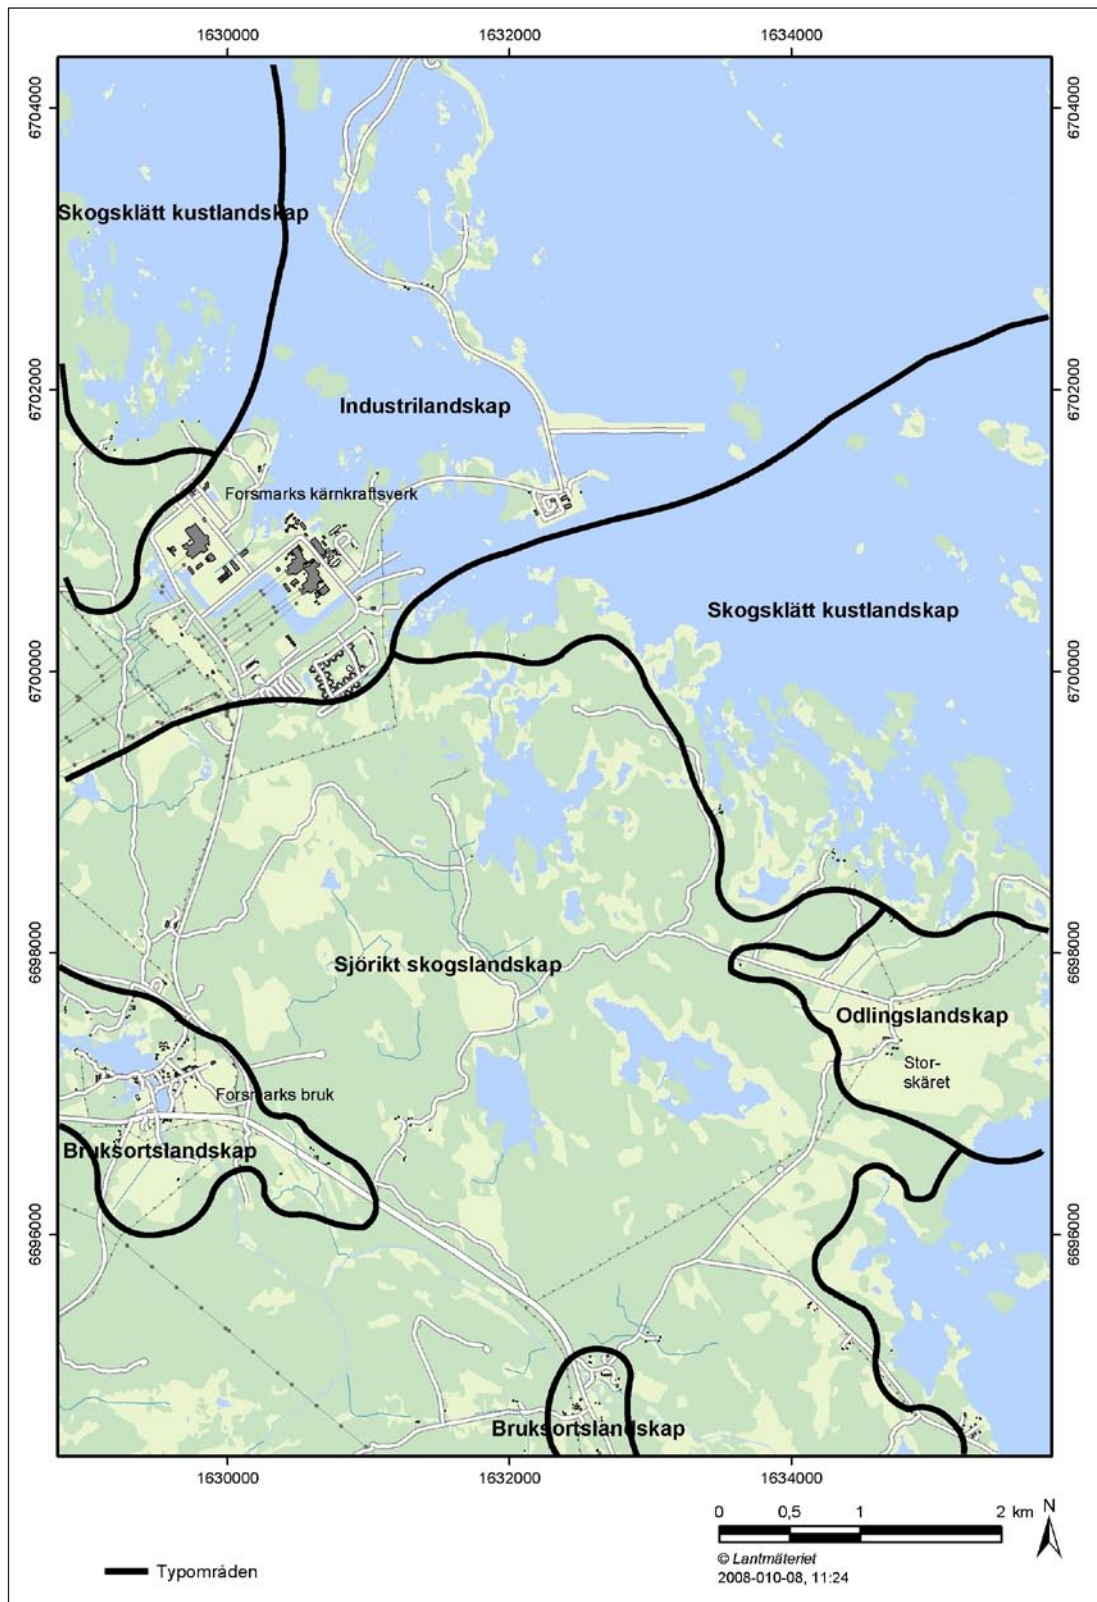 1630000
1632000
1634000
6704000
6704000
Skogsklätt kustlandskap
6702000
6702000
Industrilandskap
Forsmarks kärnkraftsverk
Skogsklätt kustlandskap
6700000
6700000
6698000
6698000
Sjörikt skogslandskap
Odlingslandskap
Stor-
skäret
Forsmarks bruk
Bruksortslandskap
6696000
6696000
Bruksortslandskap
1630000
1632000
1634000
0 0,5 1 2 km
N
© Lantmäteriet
2008-010-08, 11:24
Typområden